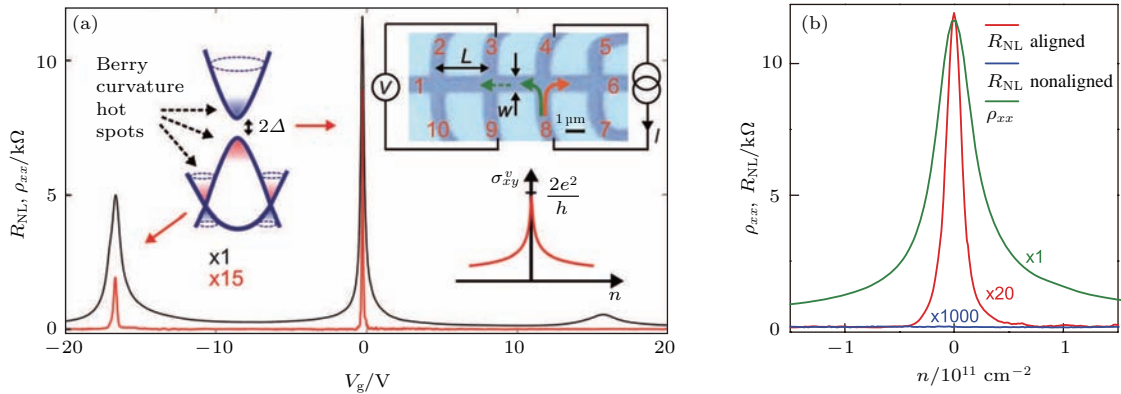 (a)
10
5
0
R_NL, ρ_xx/kΩ
−20
−10
0
10
20
V_g/V
Berry
curvature
hot
spots
2Δ
x1
x15
1
2
3
4
5
6
7
8
9
10
L
w
V
I
1 μm
σ^v_xy
2e²
h
n
(b)
10
5
0
ρ_xx, R_NL/kΩ
R_NL aligned
R_NL nonaligned
ρ_xx
x1
x20
x1000
−1
0
1
n/10¹¹ cm⁻²